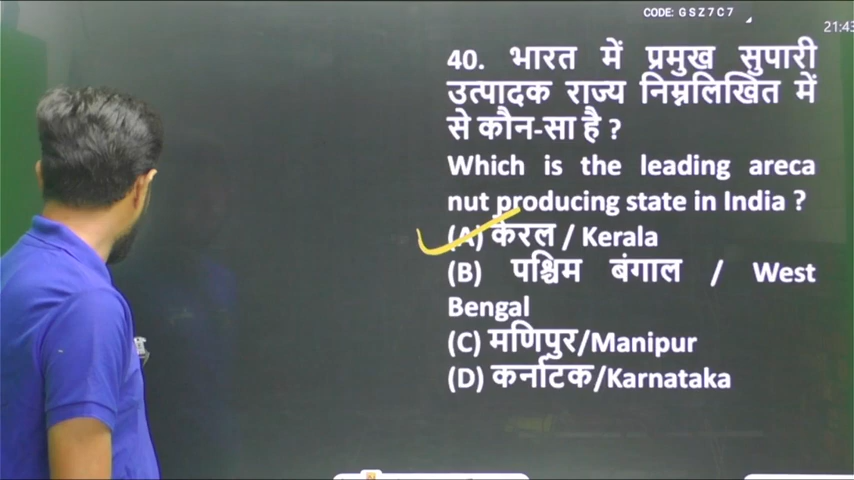 CODE: GSZ7C7
21:43
40. भारत में प्रमुख सुपारी
उत्पादक राज्य निम्नलिखित में
से कौन-सा है ?
Which is the leading areca
nut producing state in India ?
(A) केरल / Kerala
(B) पश्चिम बंगाल / West
Bengal
(C) मणिपुर/Manipur
(D) कर्नाटक/Karnataka